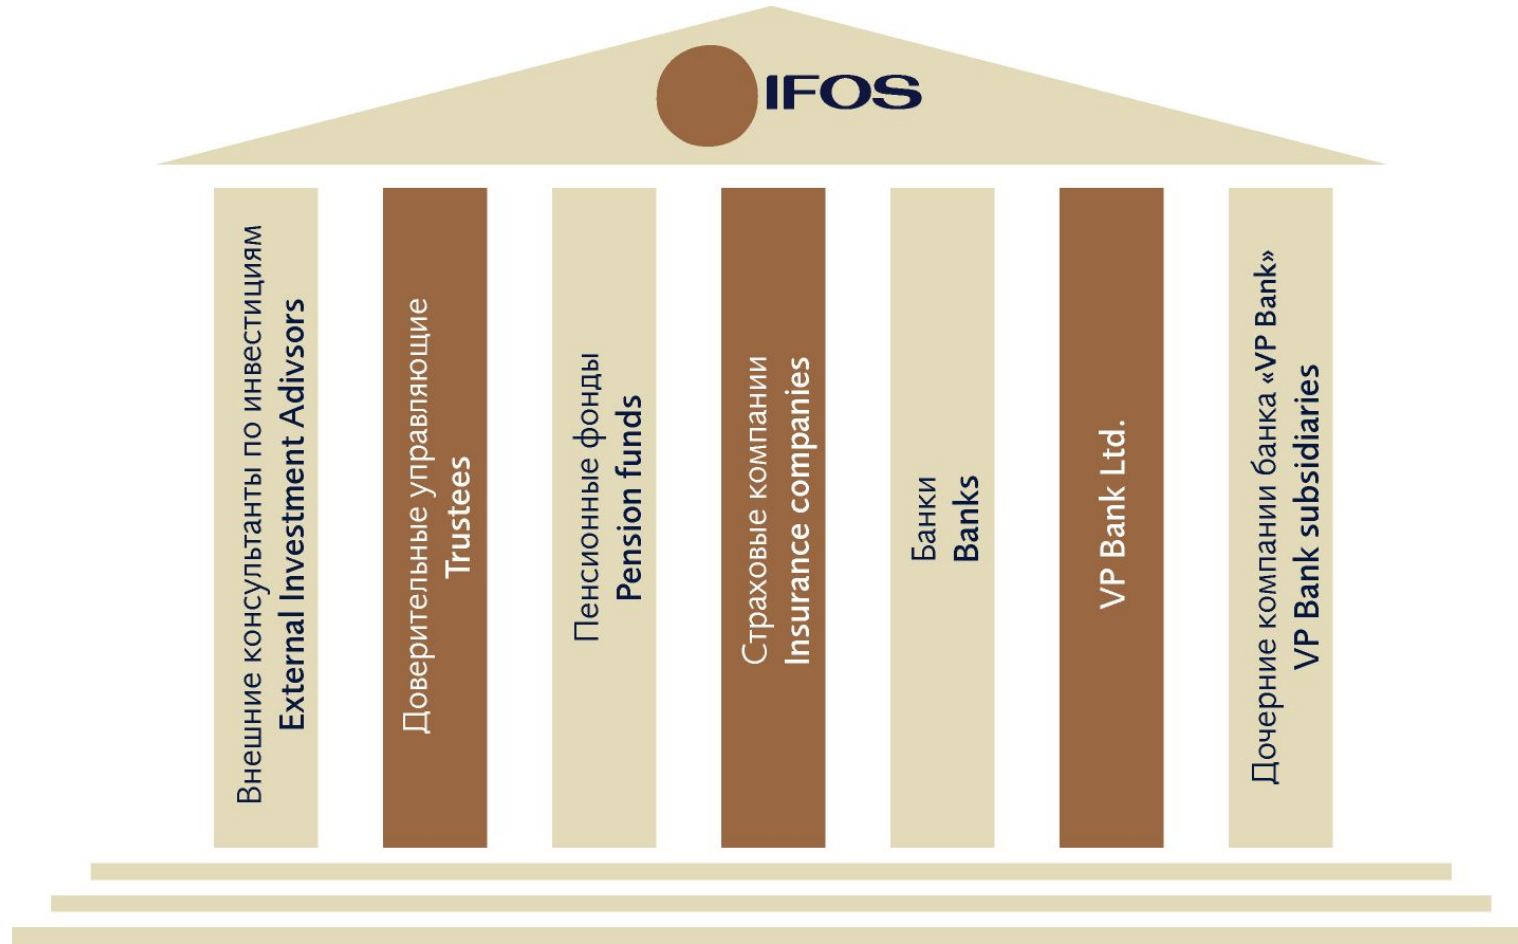 IFOS
Внешние консультанты по инвестициям
External Investment Adivsors
Доверительные управляющие
Trustees
Пенсионные фонды
Pension funds
Страховые компании
Insurance companies
Банки
Banks
VP Bank Ltd.
Дочерние компании банка «VP Bank»
VP Bank subsidiaries